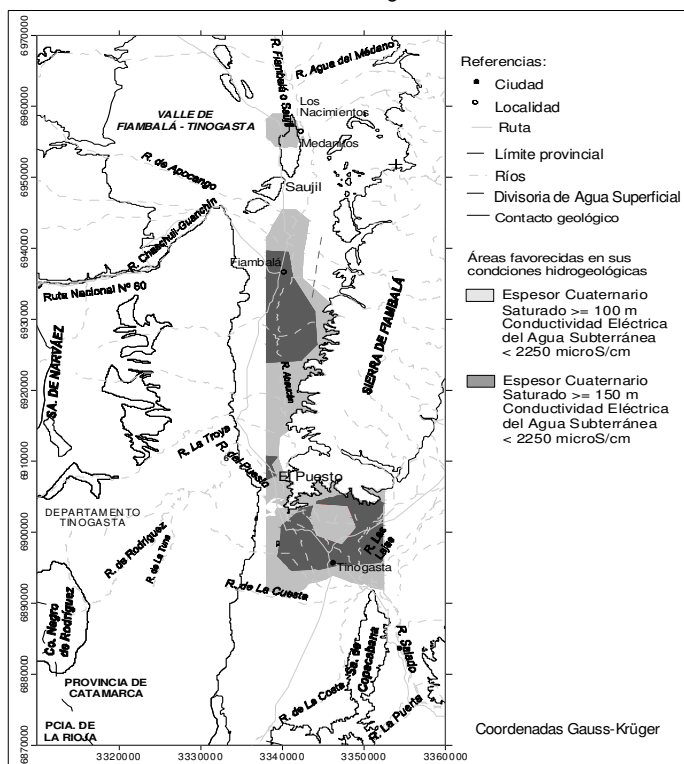 6970000
6960000
6950000
6940000
6930000
6920000
6910000
6900000
6890000
6880000
6870000
R. Fiambalá o Saujil
R. Agua del Médano
VALLE DE
FIAMBALÁ - TINOGASTA
Los
Nacimientos
Medanitos
R. de Apocango
Saujil
R. Chaschuil-Guanchín
Fiambalá
Ruta Nacional Nº 60
SA. DE NARVÁEZ
SIERRA DE FIAMBALÁ
R. Abaucán
R. La Troya
R. del Puesto
El Puesto
DEPARTAMENTO
TINOGASTA
R. de Rodríguez
R. de La Tuna
R. Las
Lajas
Tinogasta
R. de La Cuesta
Co. Negro
de Rodríguez
Sa. de
Copacabana
R. Salado
PROVINCIA DE
CATAMARCA
R. de La Costa
R. La Puerta
PCIA. DE
LA RIOJA
3320000
3330000
3340000
3350000
3360000
Referencias:
Ciudad
Localidad
Ruta
Límite provincial
Ríos
Divisoria de Agua Superficial
Contacto geológico
Áreas favorecidas en sus
condiciones hidrogeológicas
Espesor Cuaternario
Saturado >= 100 m
Conductividad Eléctrica
del Agua Subterránea
< 2250 microS/cm
Espesor Cuaternario
Saturado >= 150 m
Conductividad Eléctrica
del Agua Subterránea
< 2250 microS/cm
Coordenadas Gauss-Krüger